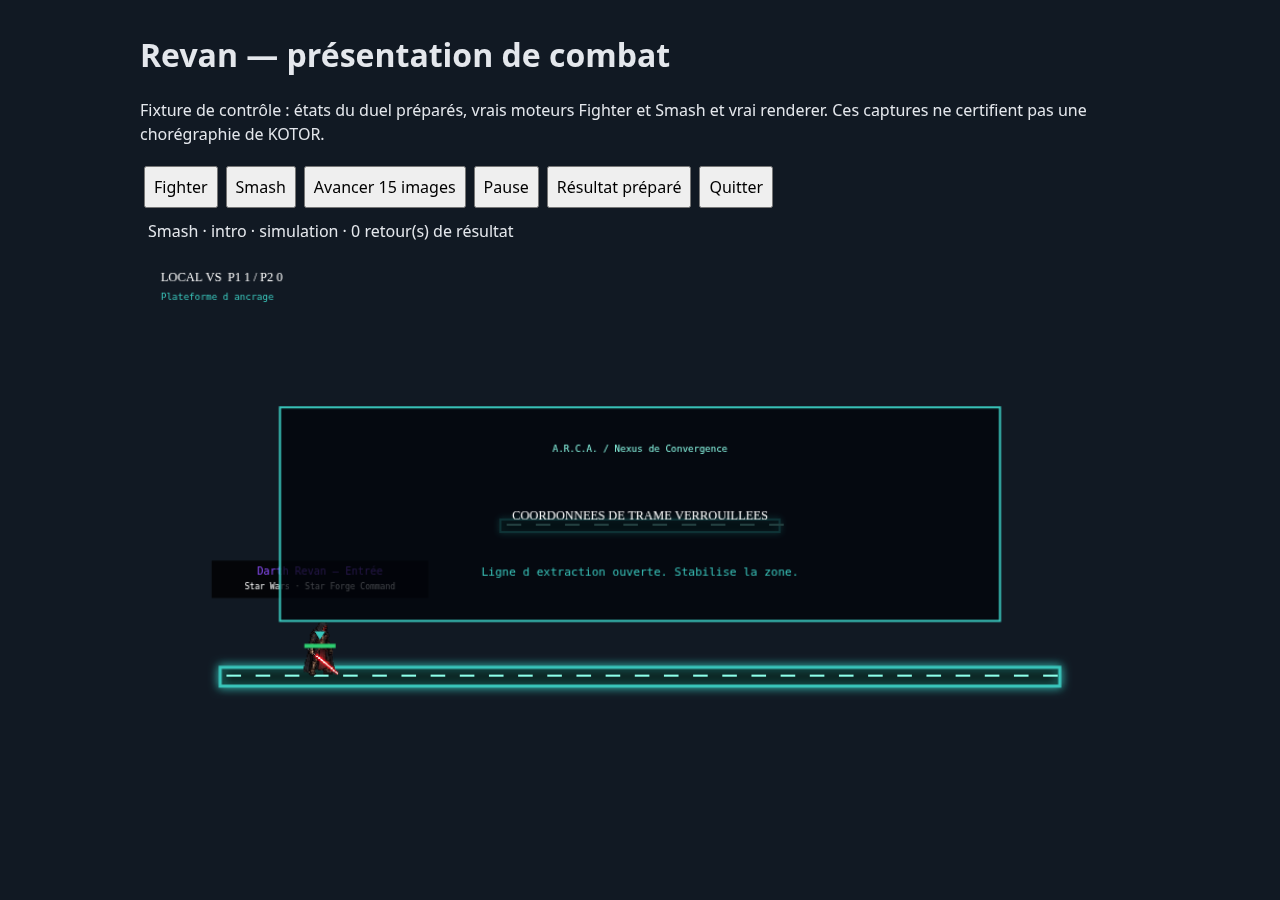 Revan — présentation de combat
Fixture de contrôle : états du duel préparés, vrais moteurs Fighter et Smash et vrai renderer. Ces captures ne certifient pas une
chorégraphie de KOTOR.
Fighter Smash Avancer 15 images Pause Résultat préparé Quitter
Smash · intro · simulation · 0 retour(s) de résultat
LOCAL VS P1 1 / P2 0
Plateforme d ancrage
A.R.C.A. / Nexus de Convergence
COORDONNEES DE TRAME VERROUILLEES
Ligne d extraction ouverte. Stabilise la zone.
Darth Revan — Entrée
Star Wars · Star Forge Command